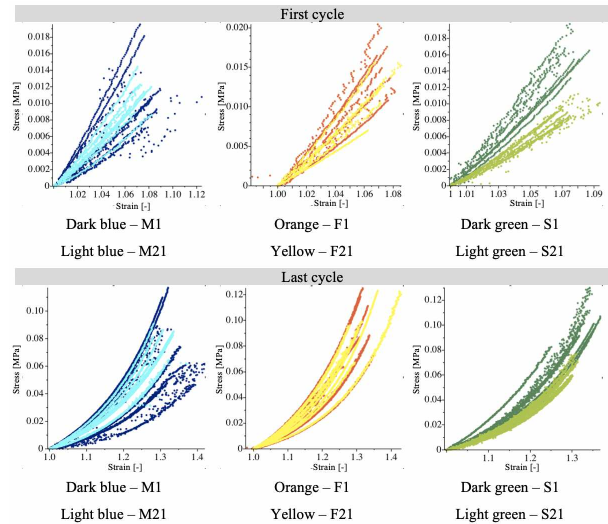 First cycle
Stress [MPa]
0.018
0.016
0.014
0.012
0.010
0.008
0.006
0.004
0.002
0
1.02
1.04
1.06
1.08
1.10
1.12
Strain [-]
Stress [MPa]
0.020
0.015
0.010
0.005
1.00
1.02
1.04
1.06
1.08
Strain [-]
Stress [MPa]
0.018
0.016
0.014
0.012
0.010
0.008
0.006
0.004
0.002
0
1
1.01
1.03
1.05
1.07
1.09
Strain [-]
Dark blue – M1
Orange – F1
Dark green – S1
Light blue – M21
Yellow – F21
Light green – S21
Last cycle
Stress [MPa]
0.10
0.08
0.06
0.04
0.02
0
1.0
1.1
1.2
1.3
1.4
Strain [-]
Stress [MPa]
0.12
0.10
0.08
0.06
0.04
0.02
0
1.0
1.1
1.2
1.3
1.4
Strain [-]
Stress [MPa]
0.12
0.10
0.08
0.06
0.04
0.02
0
1.1
1.2
1.3
Strain [-]
Dark blue – M1
Orange – F1
Dark green – S1
Light blue – M21
Yellow – F21
Light green – S21